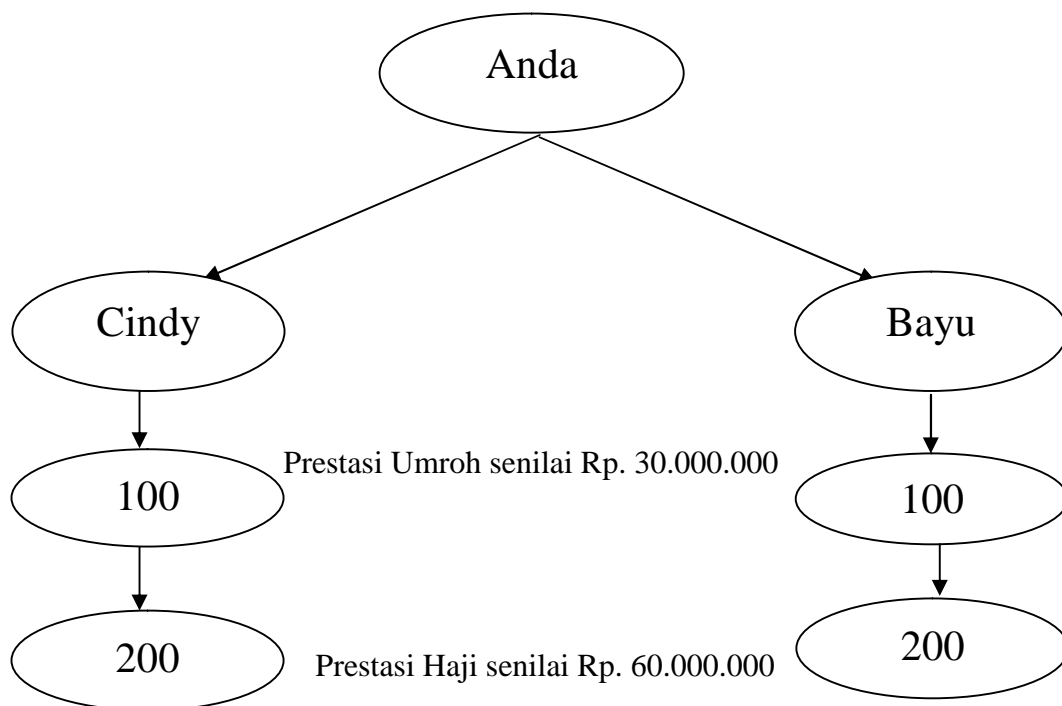 Anda
Cindy
Bayu
Prestasi Umroh senilai Rp. 30.000.000
100
100
200
Prestasi Haji senilai Rp. 60.000.000
200